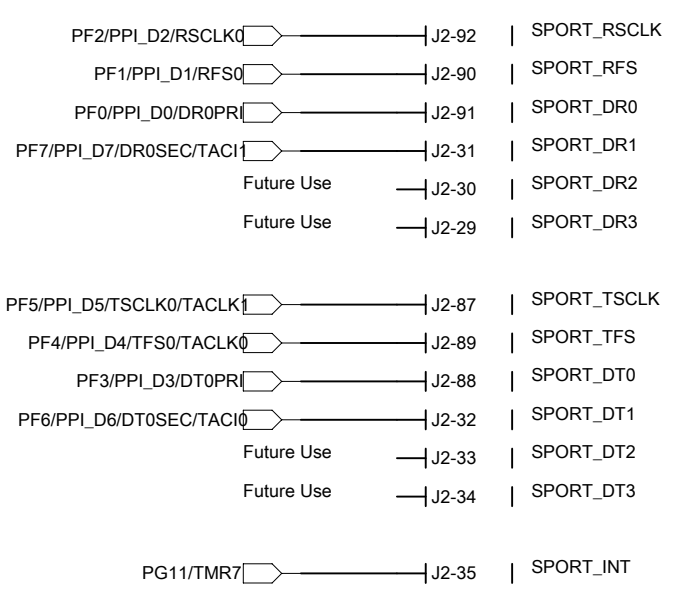 PF2/PPI_D2/RSCLK0 J2-92 | SPORT_RSCLK
PF1/PPI_D1/RFS0 J2-90 | SPORT_RFS
PF0/PPI_D0/DR0PRI J2-91 | SPORT_DR0
PF7/PPI_D7/DR0SEC/TACI1 J2-31 | SPORT_DR1
Future Use J2-30 | SPORT_DR2
Future Use J2-29 | SPORT_DR3
PF5/PPI_D5/TSCLK0/TACLK1 J2-87 | SPORT_TSCLK
PF4/PPI_D4/TFS0/TACLK0 J2-89 | SPORT_TFS
PF3/PPI_D3/DT0PRI J2-88 | SPORT_DT0
PF6/PPI_D6/DT0SEC/TACI0 J2-32 | SPORT_DT1
Future Use J2-33 | SPORT_DT2
Future Use J2-34 | SPORT_DT3
PG11/TMR7 J2-35 | SPORT_INT